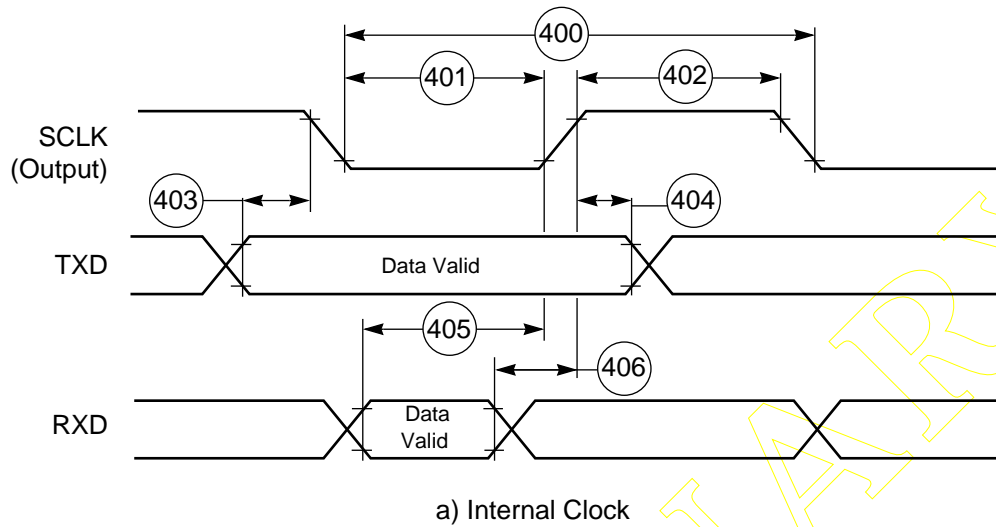 400
401
402
SCLK
(Output)
403
404
TXD
Data Valid
405
406
RXD
Data
Valid
a) Internal Clock